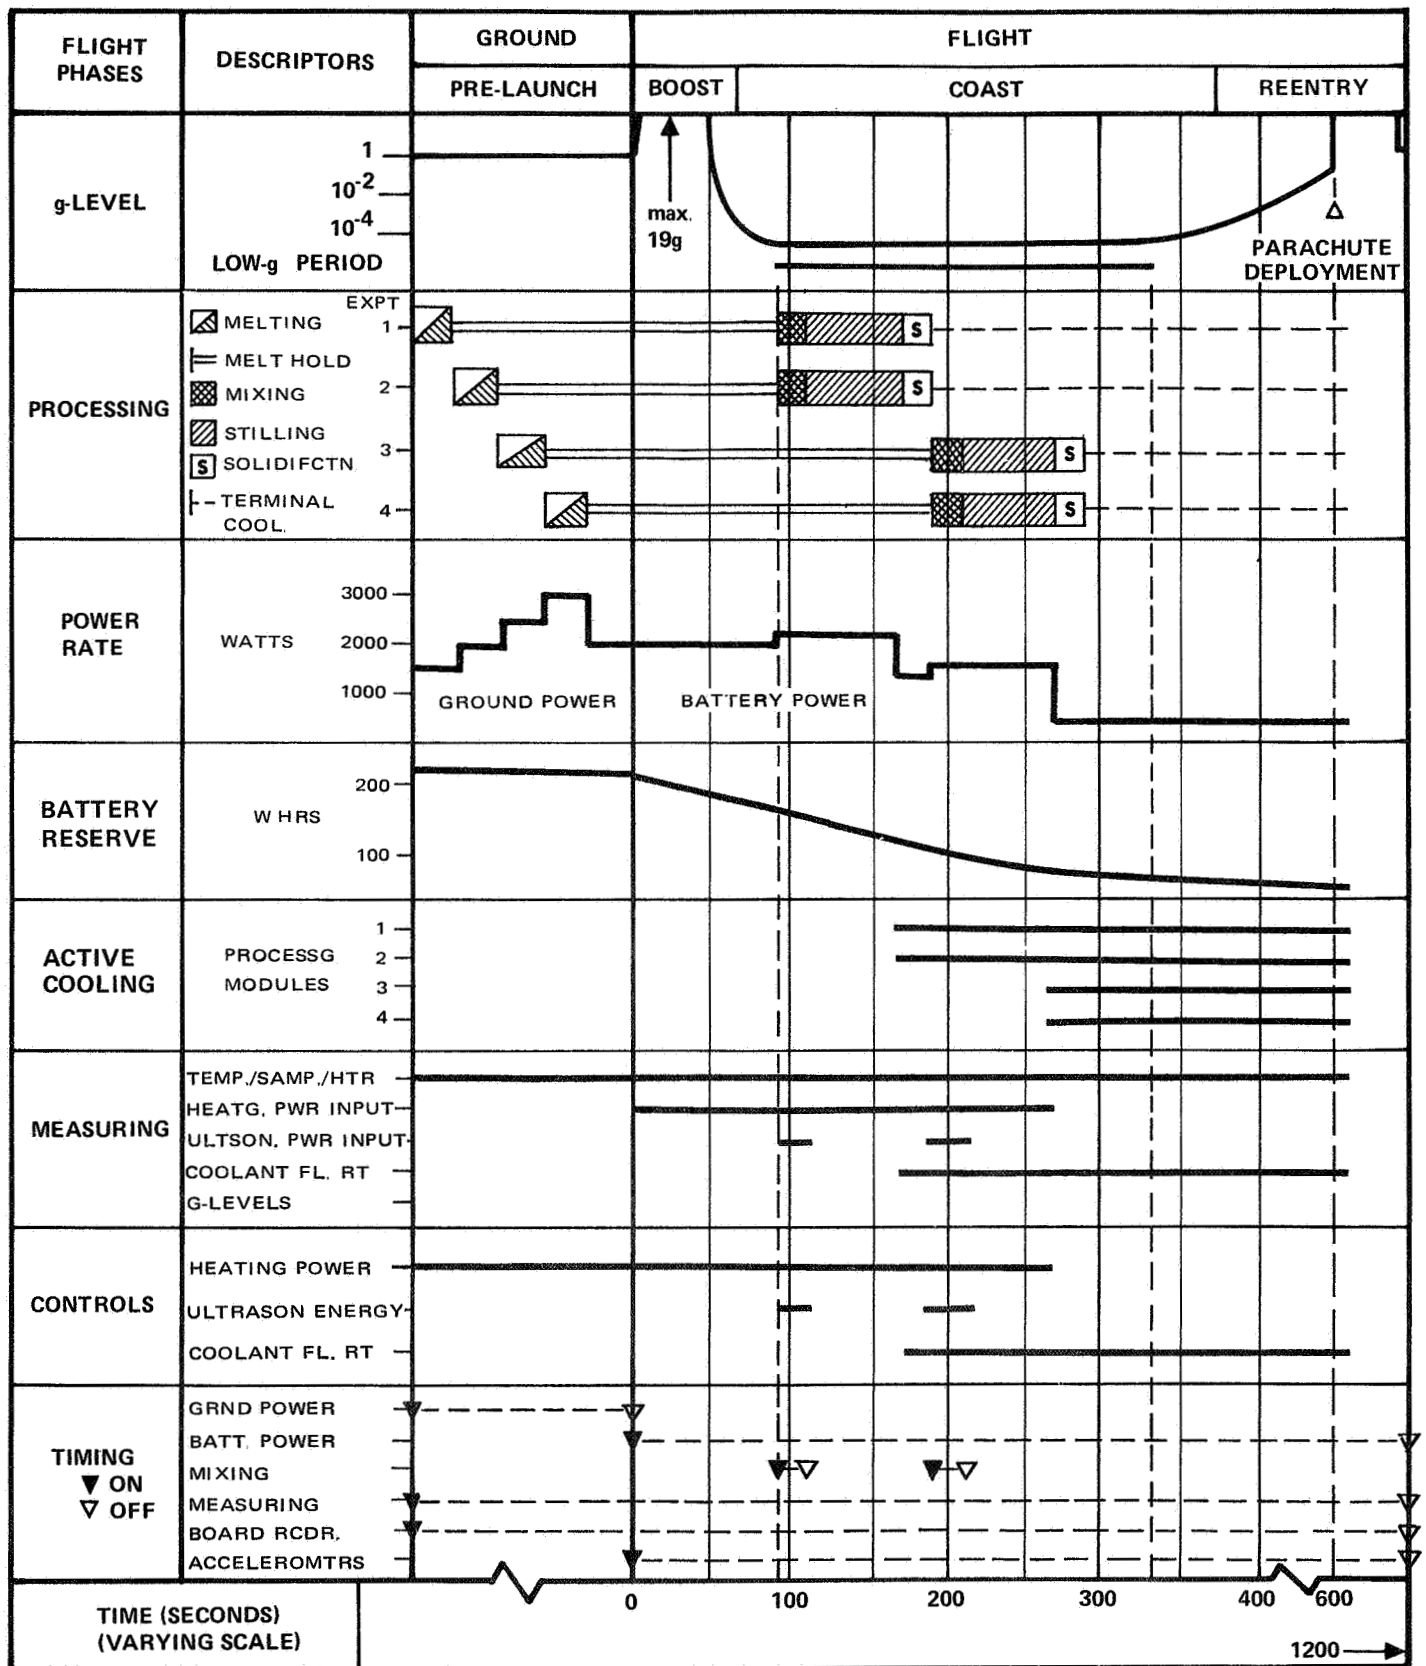 FLIGHT
PHASES
DESCRIPTORS
GROUND
FLIGHT
PRE-LAUNCH
BOOST
COAST
REENTRY
g-LEVEL
1
10-2
10-4
LOW-g PERIOD
max.
19g
PARACHUTE
DEPLOYMENT
PROCESSING
EXPT
MELTING
1
S
MELT HOLD
MIXING
2
S
STILLING
S SOLIDIFCTN
3
S
TERMINAL
COOL.
4
S
POWER
RATE
WATTS
3000
2000
1000
GROUND POWER
BATTERY POWER
BATTERY
RESERVE
W HRS
200
100
ACTIVE
COOLING
PROCESSG
MODULES
1
2
3
4
MEASURING
TEMP./SAMP./HTR
HEATG. PWR INPUT
ULTSON. PWR INPUT
COOLANT FL. RT
G-LEVELS
CONTROLS
HEATING POWER
ULTRASON ENERGY
COOLANT FL. RT
TIMING
ON
OFF
GRND POWER
BATT. POWER
MIXING
MEASURING
BOARD RCDR.
ACCELEROMTRS
TIME (SECONDS)
(VARYING SCALE)
0
100
200
300
400
600
1200